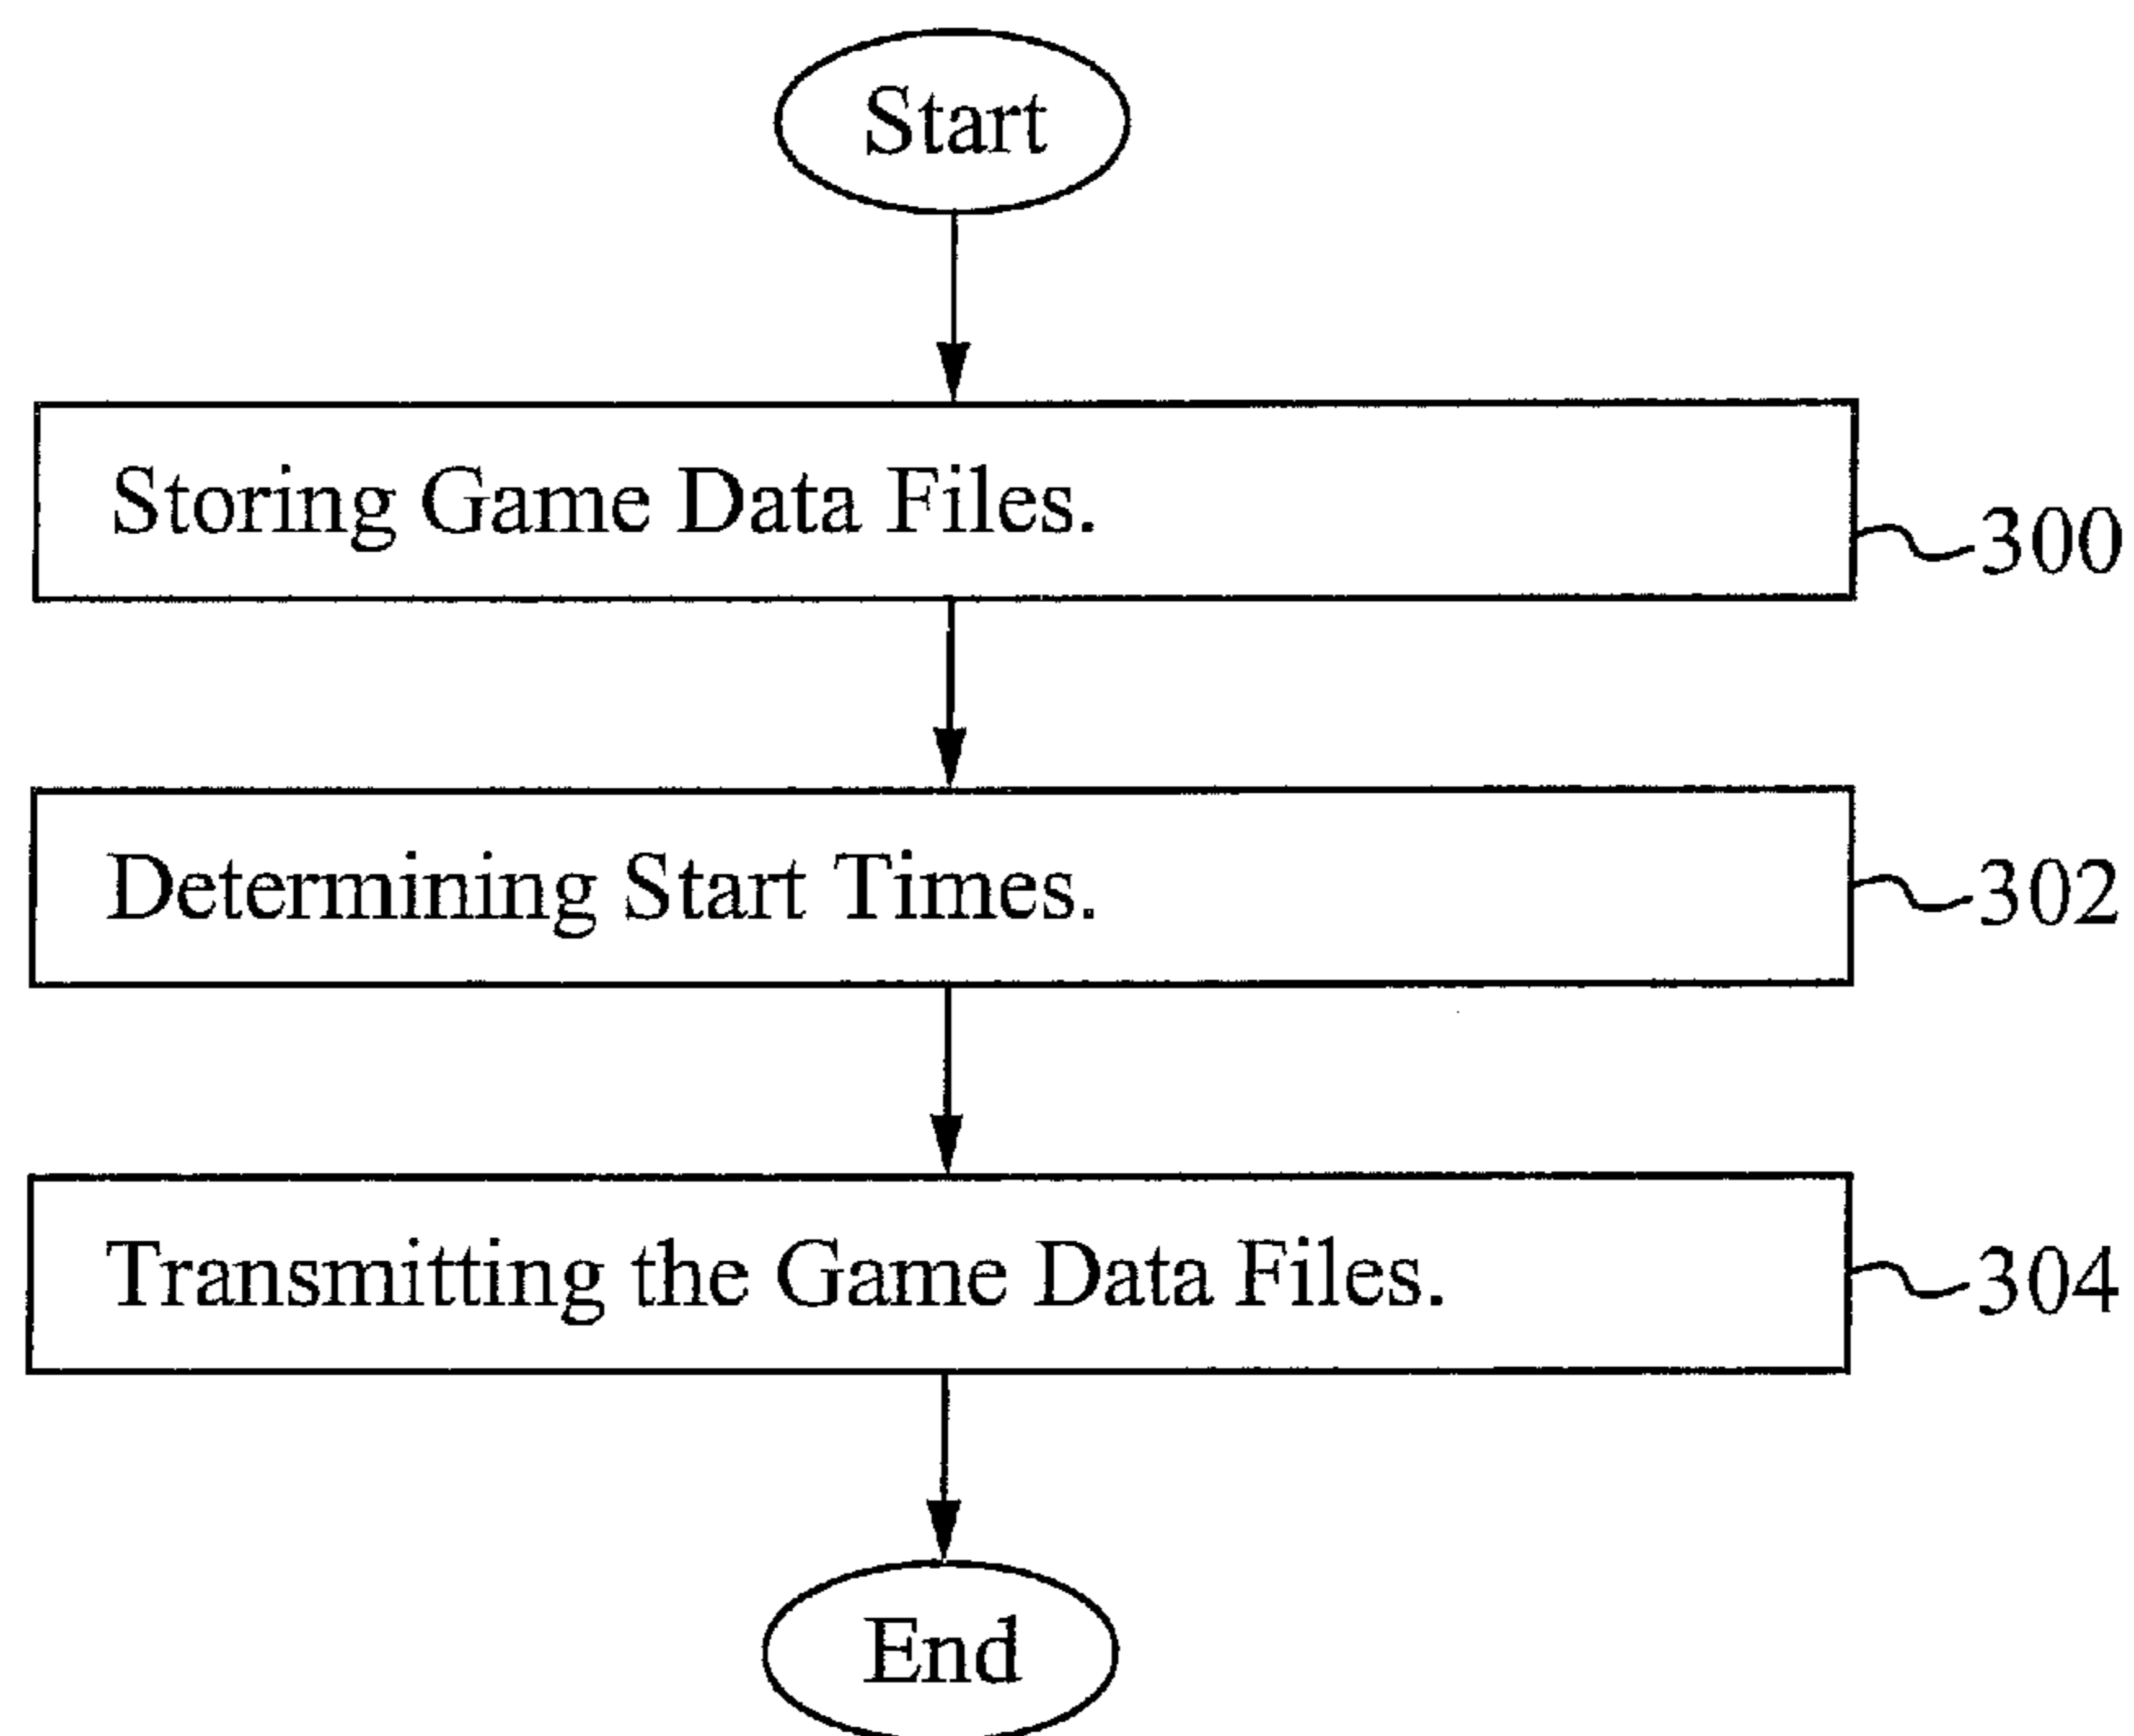 Start
Storing Game Data Files.
300
Determining Start Times.
302
Transmitting the Game Data Files.
304
End